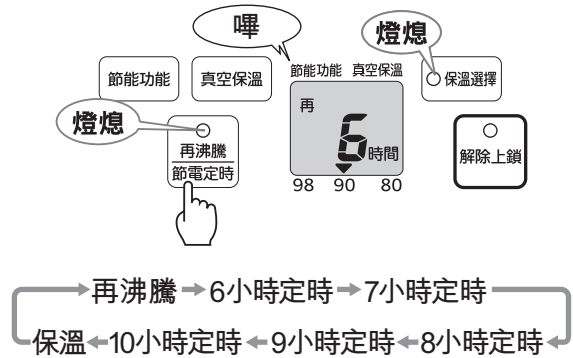 嗶
燈熄
節能功能 真空保溫 節能功能 真空保溫 保溫選擇
再
6時間
98 90 80
燈熄
再沸騰
節電定時
解除上鎖
再沸騰→6小時定時→7小時定時
保溫←10小時定時←9小時定時←8小時定時